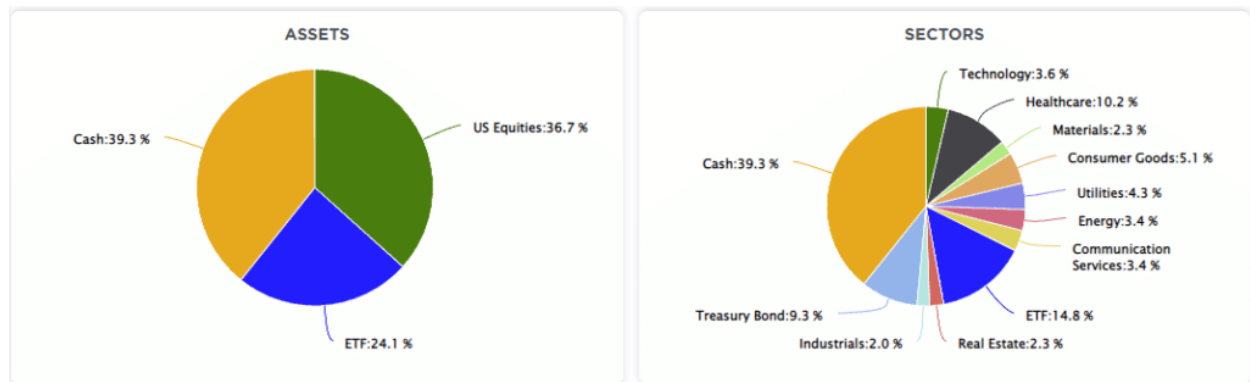 ASSETS
Cash:39.3 %
US Equities:36.7 %
ETF:24.1 %
SECTORS
Technology:3.6 %
Healthcare:10.2 %
Materials:2.3 %
Consumer Goods:5.1 %
Utilities:4.3 %
Energy:3.4 %
Communication
Services:3.4 %
ETF:14.8 %
Real Estate:2.3 %
Industrials:2.0 %
Treasury Bond:9.3 %
Cash:39.3 %